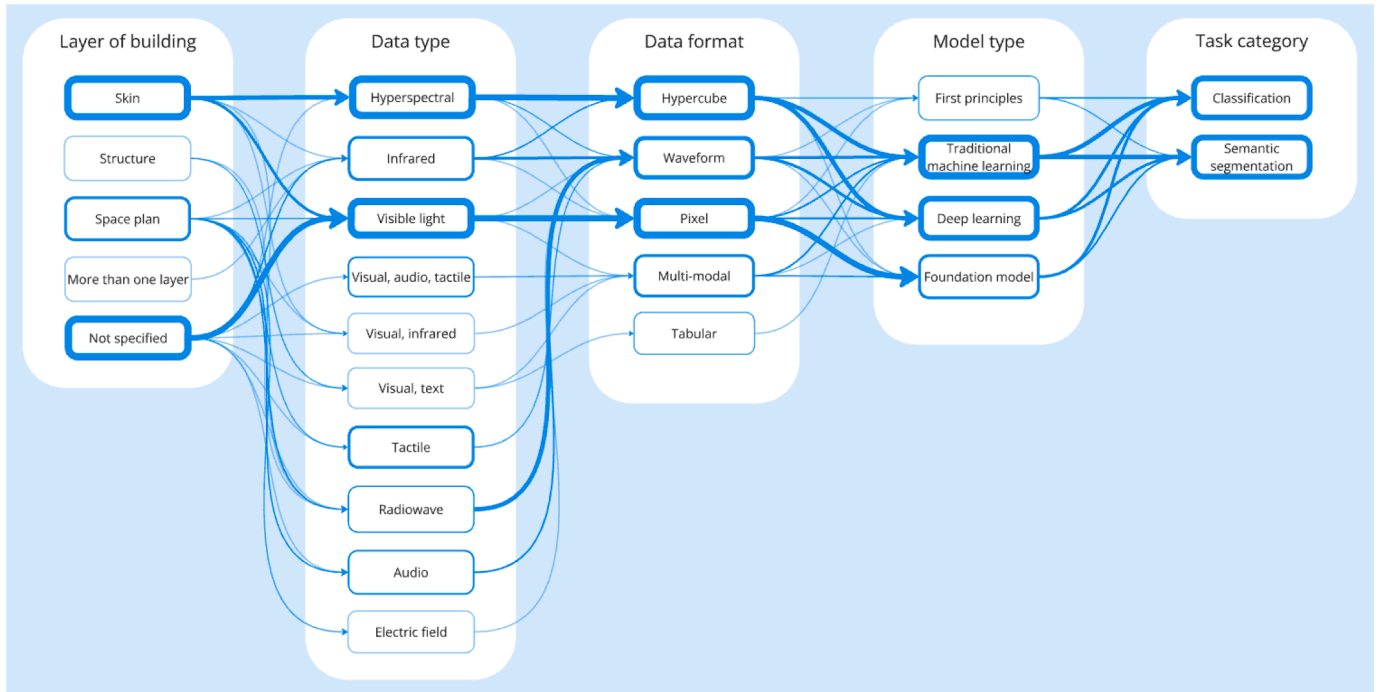 Layer of building
Skin
Structure
Space plan
More than one layer
Not specified
Data type
Hyperspectral
Infrared
Visible light
Visual, audio, tactile
Visual, infrared
Visual, text
Tactile
Radiowave
Audio
Electric field
Data format
Hypercube
Waveform
Pixel
Multi-modal
Tabular
Model type
First principles
Traditional
machine learning
Deep learning
Foundation model
Task category
Classification
Semantic
segmentation